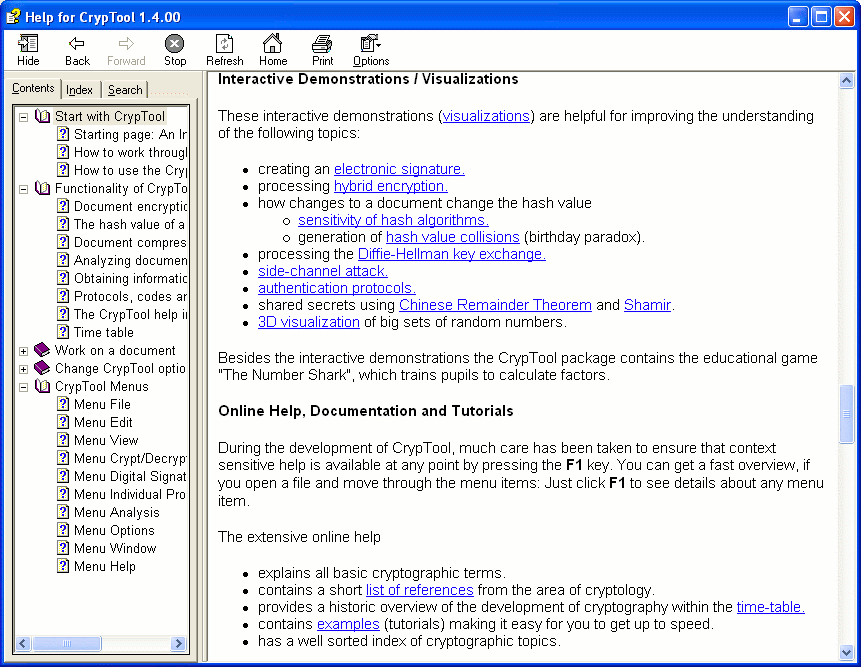 Help for CrypTool 1.4.00
Hide Back Forward Stop Refresh Home Print Options
Contents Index Search
Start with CrypTool
Starting page: An
How to work
How to use the
Functionality of
Document
The hash value of a
Document
Analyzing
Obtaining
Protocols, codes
The CrypTool help
Time table
Work on a document
Change CrypTool
CrypTool Menus
Menu File
Menu Edit
Menu View
Menu
Menu Digital
Menu Individual
Menu Analysis
Menu Options
Menu Window
Menu Help
Interactive Demonstrations / Visualizations
These interactive demonstrations (visualizations) are helpful for improving the understanding
of the following topics:
• creating an electronic signature.
• processing hybrid encryption.
• how changes to a document change the hash value
○ sensitivity of hash algorithms.
○ generation of hash value collisions (birthday paradox).
• processing the Diffie-Hellman key exchange.
• side-channel attack.
• authentication protocols.
• shared secrets using Chinese Remainder Theorem and Shamir.
• 3D visualization of big sets of random numbers.
Besides the interactive demonstrations the CrypTool package contains the educational game
"The Number Shark", which trains pupils to calculate factors.
Online Help, Documentation and Tutorials
During the development of CrypTool, much care has been taken to ensure that context
sensitive help is available at any point by pressing the F1 key. You can get a fast overview, if
you open a file and move through the menu items: Just click F1 to see details about any menu
item.
The extensive online help
• explains all basic cryptographic terms.
• contains a short list of references from the area of cryptology.
• provides a historic overview of the development of cryptography within the time-table.
• contains examples (tutorials) making it easy for you to get up to speed.
• has a well sorted index of cryptographic topics.